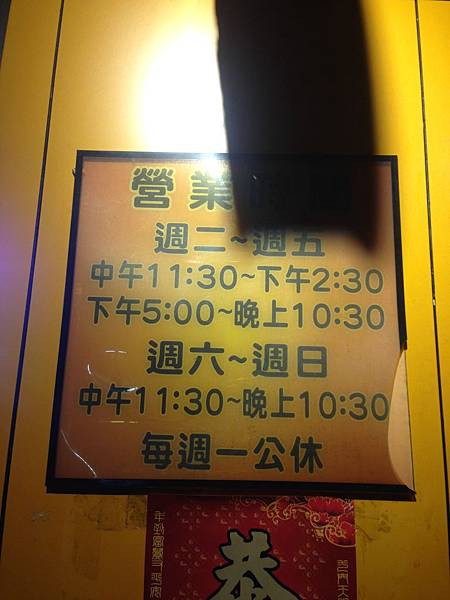 營業時間
週二~週五
中午11:30~下午2:30
下午5:00~晚上10:30
週六~週日
中午11:30~晚上10:30
每週一公休
恭